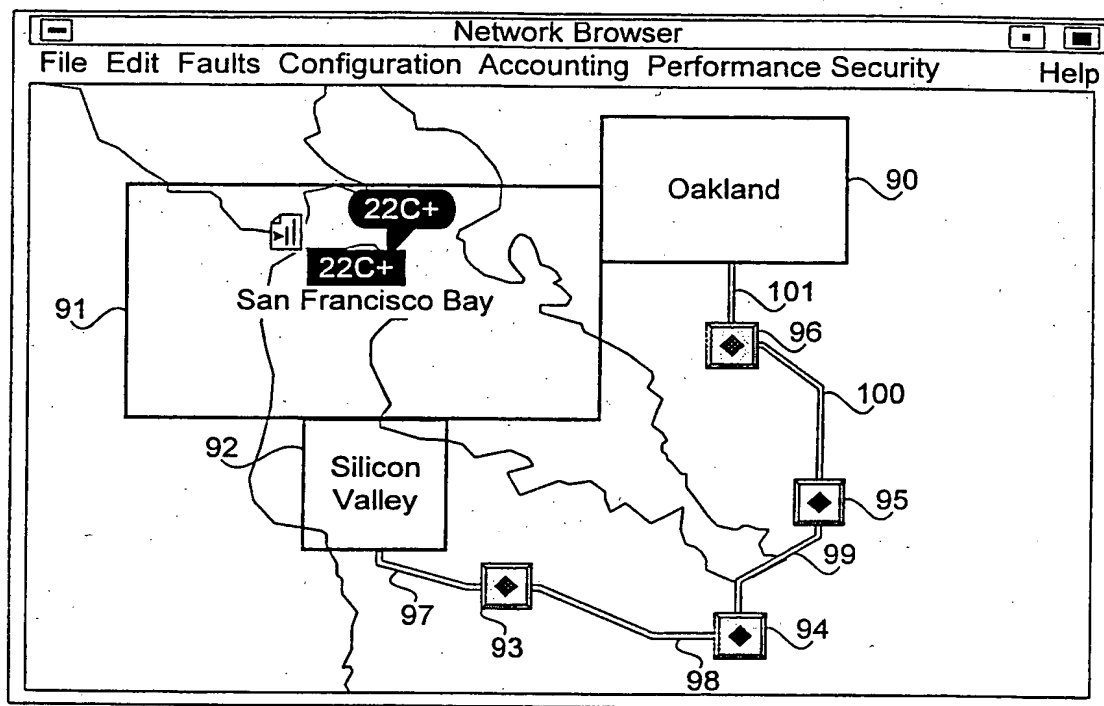 Network Browser
File Edit Faults Configuration Accounting Performance Security Help
Oakland
90
22C+
22C+
San Francisco Bay
91
101
96
100
92
Silicon
Valley
95
99
97
93
94
98